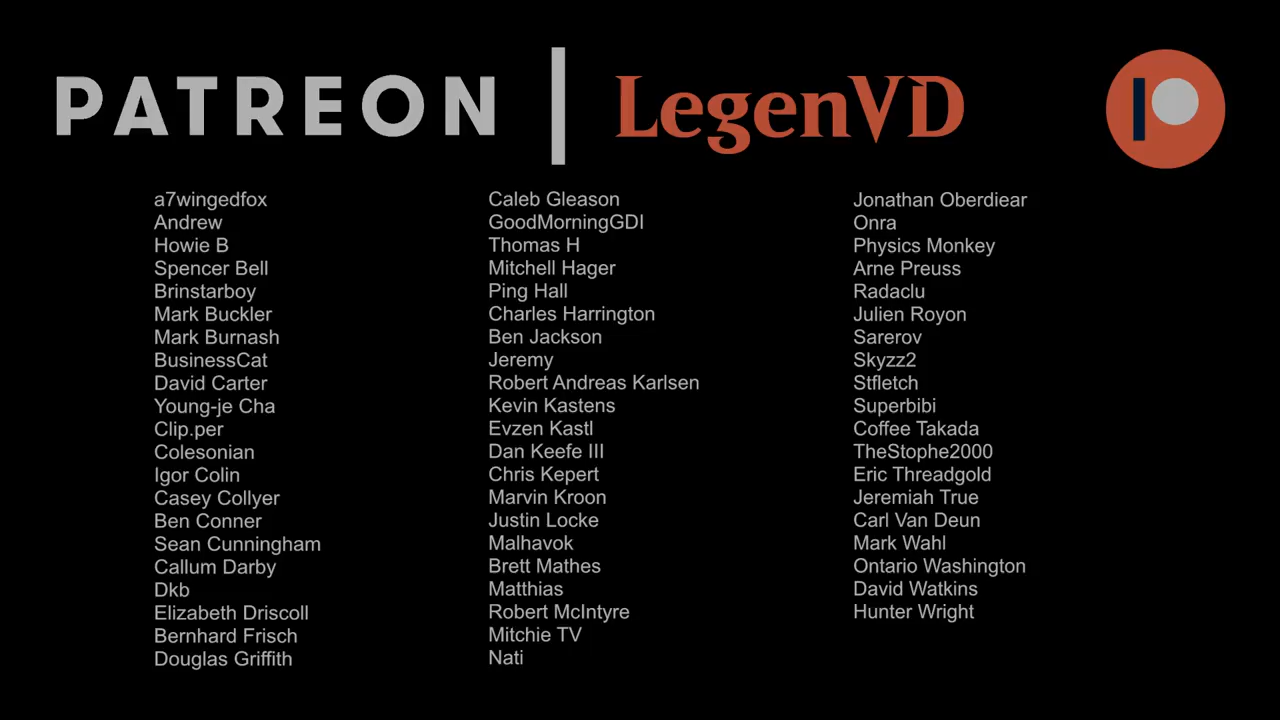 PATREON | LegenVD
a7wingedfox
Andrew
Howie B
Spencer Bell
Brinstarboy
Mark Buckler
Mark Burnash
BusinessCat
David Carter
Young-je Cha
Clip.per
Colesonian
Igor Colin
Casey Collyer
Ben Conner
Sean Cunningham
Callum Darby
Dkb
Elizabeth Driscoll
Bernhard Frisch
Douglas Griffith
Caleb Gleason
GoodMorningGDI
Thomas H
Mitchell Hager
Ping Hall
Charles Harrington
Ben Jackson
Jeremy
Robert Andreas Karlsen
Kevin Kastens
Evzen Kastl
Dan Keefe III
Chris Kepert
Marvin Kroon
Justin Locke
Malhavok
Brett Mathes
Matthias
Robert McIntyre
Mitchie TV
Nati
Jonathan Oberdiear
Onra
Physics Monkey
Arne Preuss
Radaclu
Julien Royon
Sarerov
Skyzz2
Stfletch
Superbibi
Coffee Takada
TheStophe2000
Eric Threadgold
Jeremiah True
Carl Van Deun
Mark Wahl
Ontario Washington
David Watkins
Hunter Wright